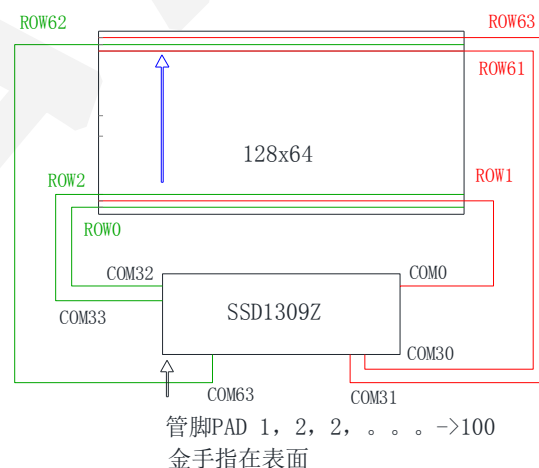 ROW62
ROW63
ROW61
128x64
ROW2
ROW1
ROW0
COM32
COM0
COM33
SSD1309Z
COM30
COM63
COM31
管脚PAD 1, 2, 2, 。。。->100
金手指在表面